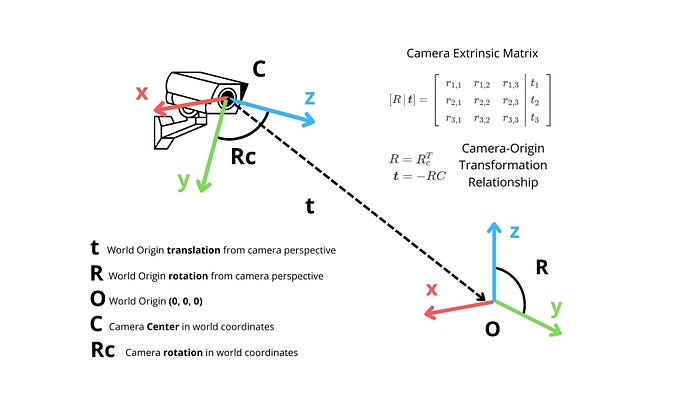 Camera Extrinsic Matrix
C
x
z
[R | t] = [ r1,1 r1,2 r1,3 | t1
r2,1 r2,2 r2,3 | t2
r3,1 r3,2 r3,3 | t3 ]
Rc
y
Camera-Origin
Transformation
Relationship
R = R_c^T
t = −RC
t
z
R
x
y
O
t World Origin translation from camera perspective
R World Origin rotation from camera perspective
O World Origin (0, 0, 0)
C Camera Center in world coordinates
Rc Camera rotation in world coordinates